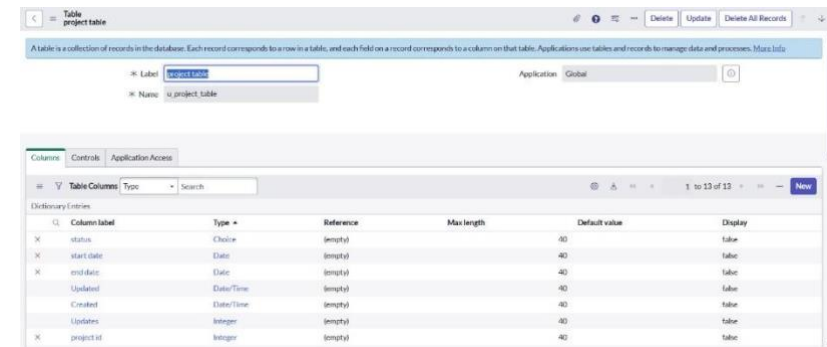 Table
project table
Delete Update Delete All Records
A table is a collection of records in the database. Each record corresponds to a row in a table, and each field on a record corresponds to a column on that table. Applications use tables and records to manage data and processes. More Info
* Label project table Application Global
* Name u_project_table
Columns Controls Application Access
Table Columns Type Search 1 to 13 of 13 New
Dictionary Entries
Column label Type Reference Max length Default value Display
status Choice (empty) 40 false
start date Date (empty) 40 false
end date Date (empty) 40 false
Updated Date/Time (empty) 40 false
Created Date/Time (empty) 40 false
Updates Integer (empty) 40 false
project id Integer (empty) 40 false